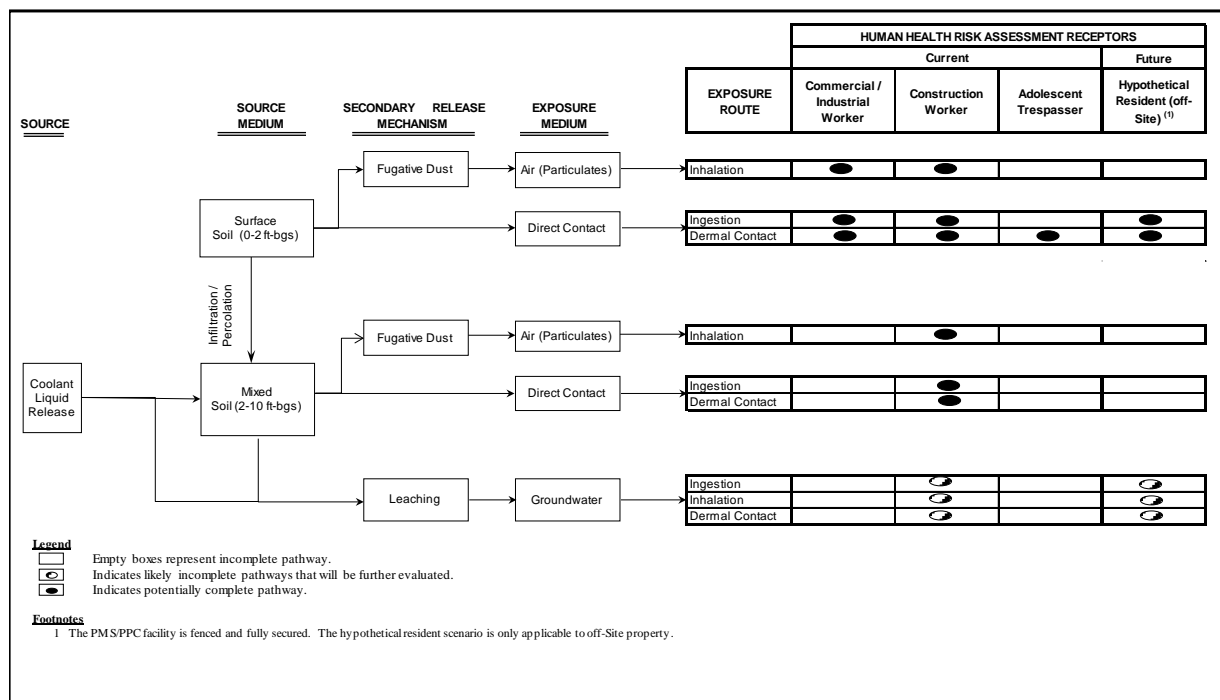 HUMAN HEALTH RISK ASSESSMENT RECEPTORS
Current
Future
SOURCE
SOURCE
MEDIUM
SECONDARY RELEASE
MECHANISM
EXPOSURE
MEDIUM
EXPOSURE
ROUTE
Commercial /
Industrial
Worker
Construction
Worker
Adolescent
Trespasser
Hypothetical
Resident (off-
Site) (1)
Fugative Dust
Air (Particulates)
Inhalation
Surface
Soil (0-2 ft-bgs)
Direct Contact
Ingestion
Dermal Contact
Infiltration /
Percolation
Fugative Dust
Air (Particulates)
Inhalation
Coolant
Liquid
Release
Mixed
Soil (2-10 ft-bgs)
Direct Contact
Ingestion
Dermal Contact
Leaching
Groundwater
Ingestion
Inhalation
Dermal Contact
Legend
Empty boxes represent incomplete pathway.
Indicates likely incomplete pathways that will be further evaluated.
Indicates potentially complete pathway.
Footnotes
1 The PMS/PPC facility is fenced and fully secured. The hypothetical resident scenario is only applicable to off-Site property.